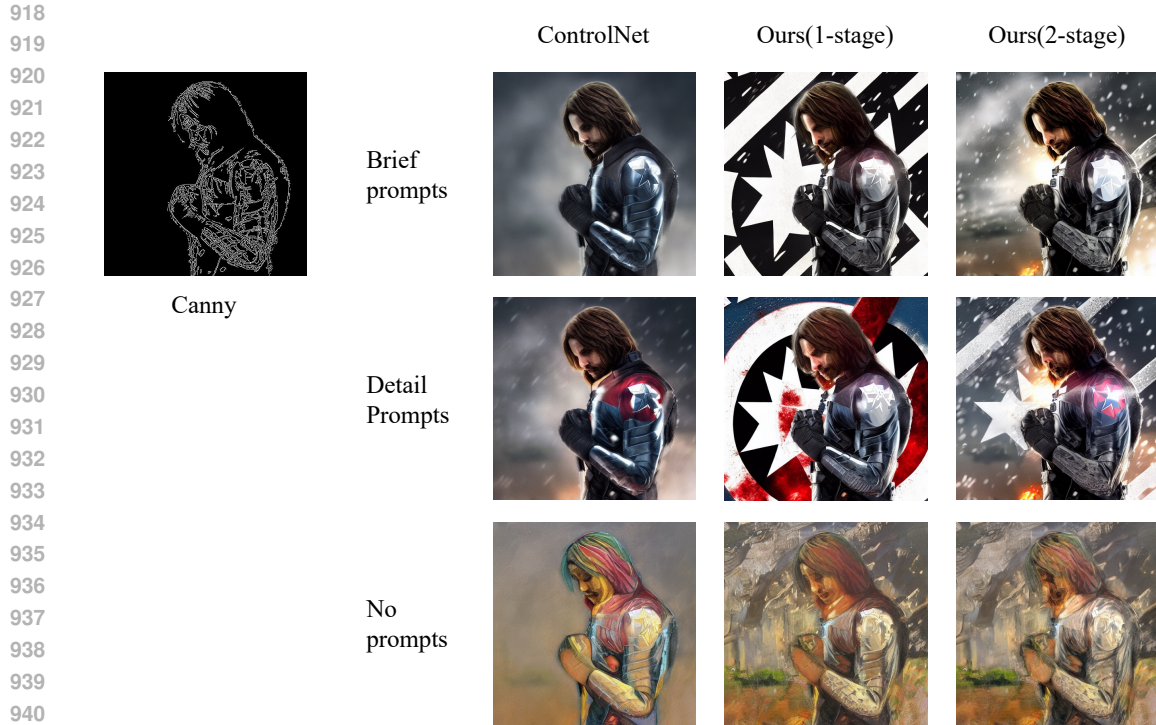 918
919
920
921
922
923
924
925
926
927
928
929
930
931
932
933
934
935
936
937
938
939
940
ControlNet Ours(1-stage) Ours(2-stage)
Brief
prompts
Canny
Detail
Prompts
No
prompts